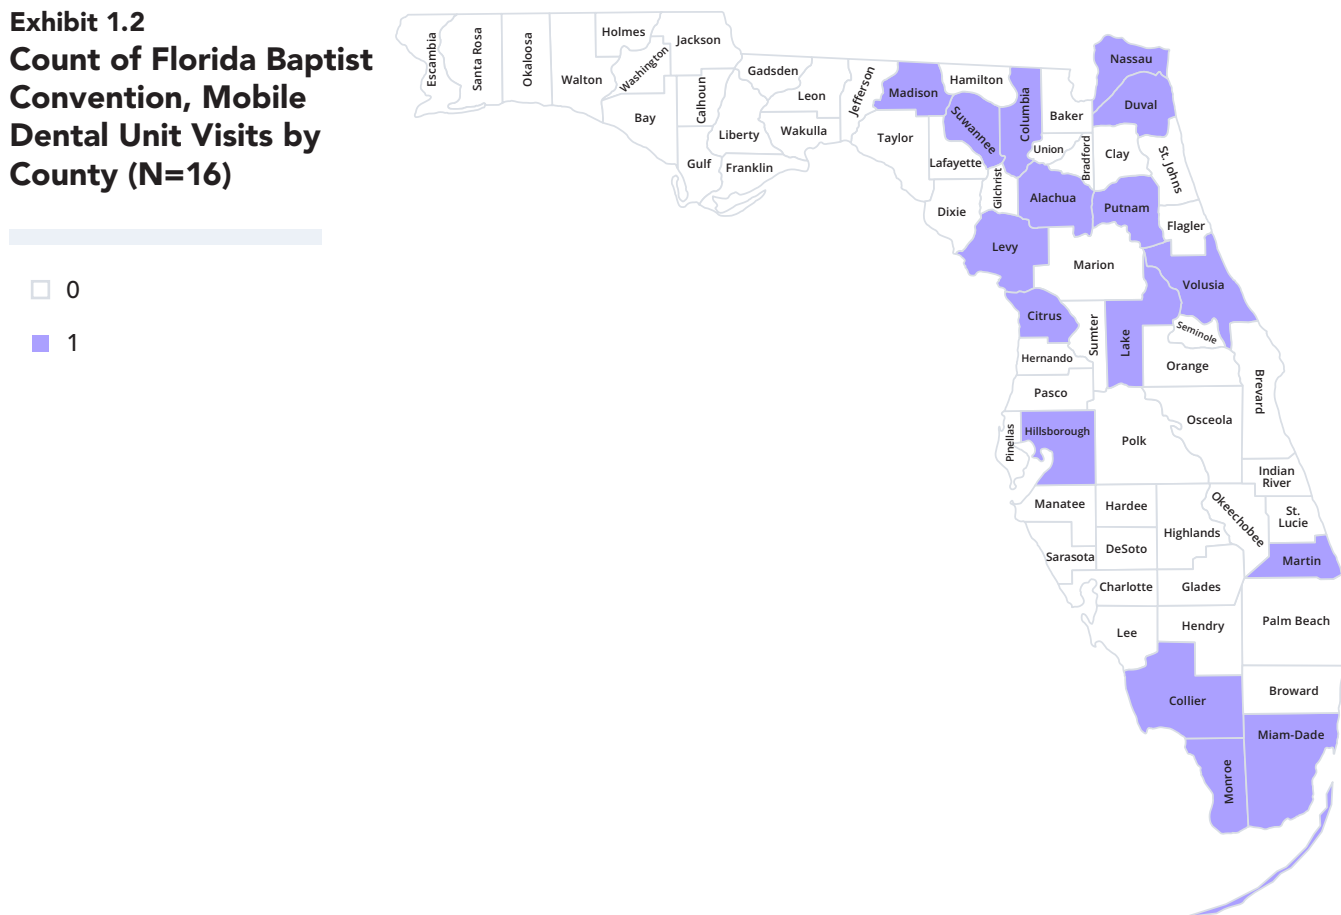 Exhibit 1.2
Count of Florida Baptist
Convention, Mobile
Dental Unit Visits by
County (N=16)
0
1
Escambia
Santa Rosa
Okaloosa
Walton
Holmes
Washington
Jackson
Bay
Calhoun
Gulf
Gadsden
Liberty
Leon
Wakulla
Franklin
Jefferson
Madison
Taylor
Hamilton
Suwannee
Lafayette
Columbia
Baker
Nassau
Duval
Union
Bradford
Clay
St. Johns
Dixie
Gilchrist
Alachua
Putnam
Flagler
Levy
Marion
Volusia
Citrus
Sumter
Lake
Seminole
Hernando
Orange
Brevard
Pasco
Pinellas
Hillsborough
Polk
Osceola
Indian
River
Manatee
Hardee
Highlands
Okeechobee
St.
Lucie
Sarasota
DeSoto
Martin
Charlotte
Glades
Lee
Hendry
Palm Beach
Collier
Broward
Miam-Dade
Monroe